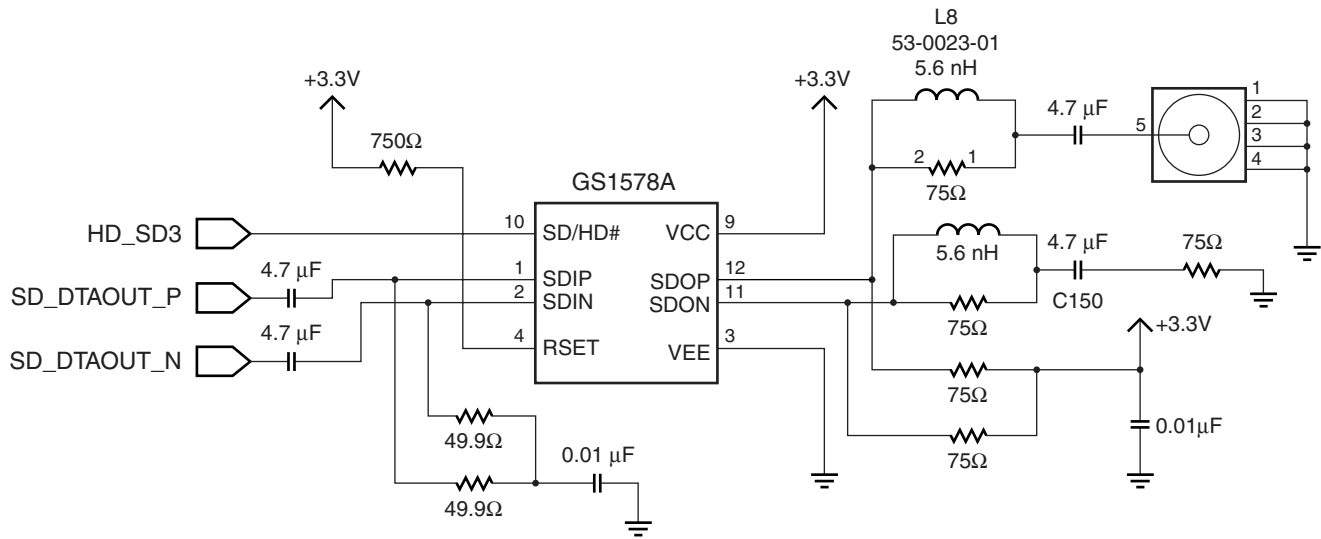 L8
53-0023-01
5.6 nH
+3.3V
+3.3V
4.7 µF
1
2
3
4
5
750Ω
2
1
75Ω
GS1578A
HD_SD3
10
SD/HD#
VCC
9
5.6 nH
4.7 µF
75Ω
4.7 µF
1
SDIP
SDOP
12
SD_DTAOUT_P
2
SDIN
SDON
11
C150
75Ω
4.7 µF
+3.3V
SD_DTAOUT_N
4
RSET
VEE
3
75Ω
49.9Ω
0.01µF
75Ω
0.01 µF
49.9Ω